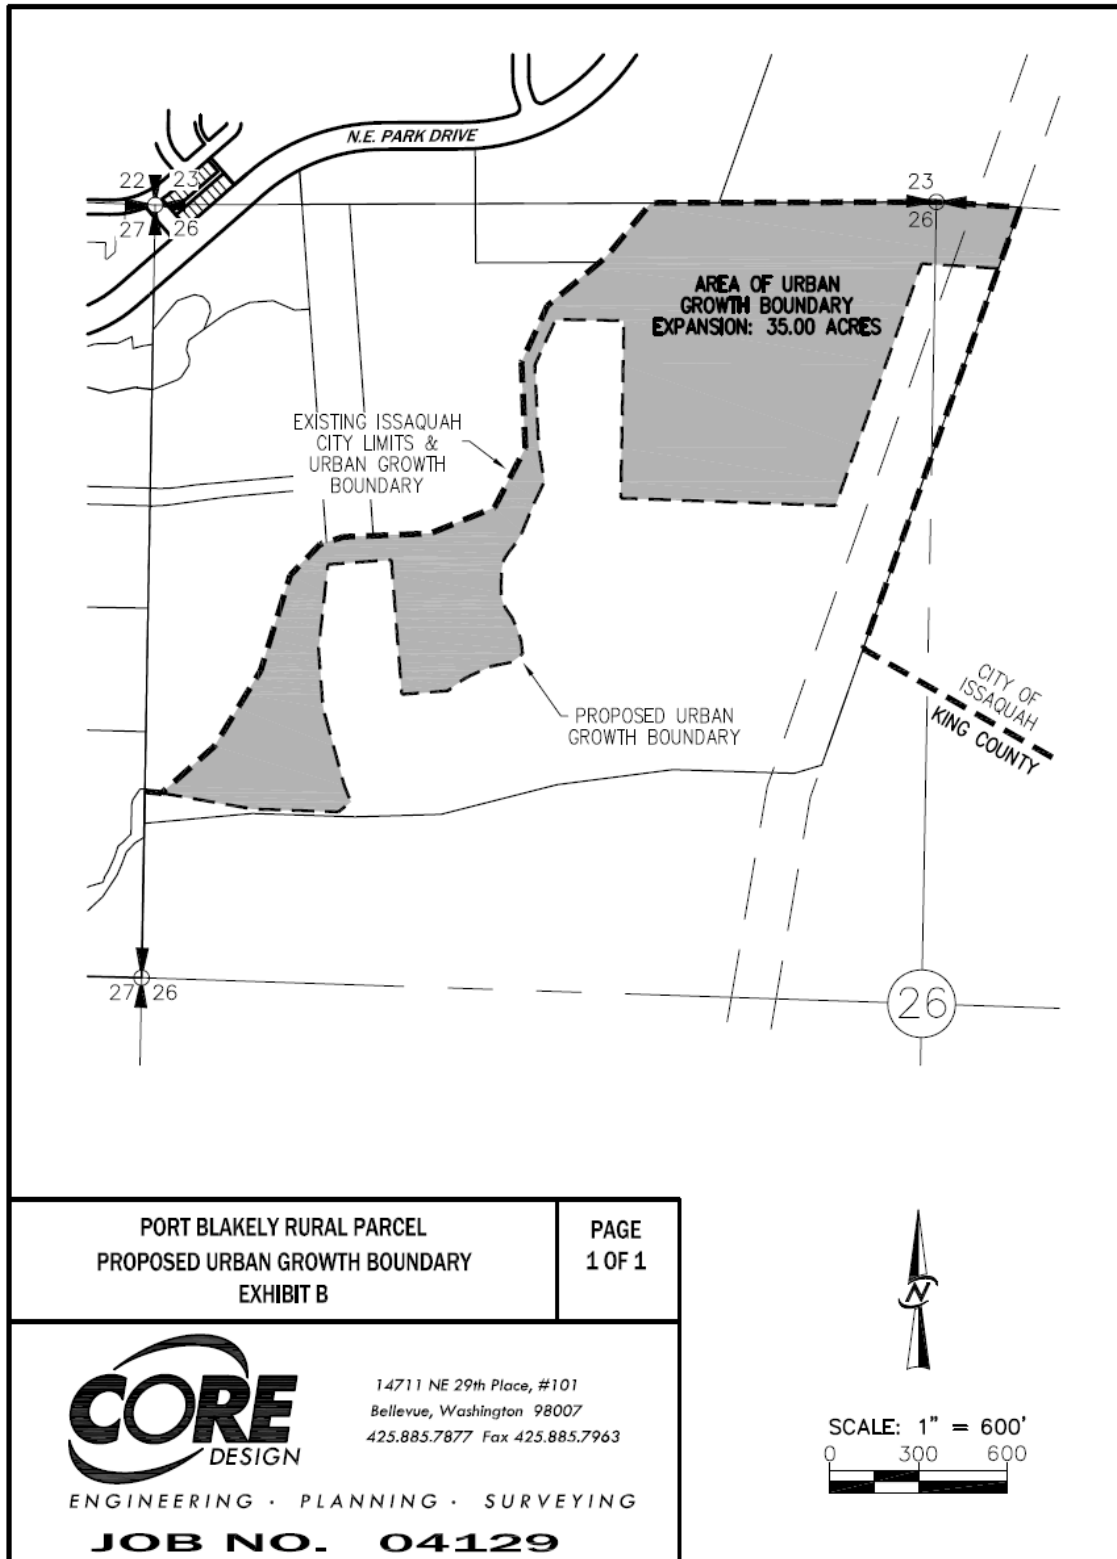 N.E. PARK DRIVE
22 23
27 26
23
26
AREA OF URBAN
GROWTH BOUNDARY
EXPANSION: 35.00 ACRES
EXISTING ISSAQUAH
CITY LIMITS &
URBAN GROWTH
BOUNDARY
CITY OF
ISSAQUAH
KING COUNTY
PROPOSED URBAN
GROWTH BOUNDARY
27 26
26
PORT BLAKELY RURAL PARCEL
PROPOSED URBAN GROWTH BOUNDARY
EXHIBIT B
PAGE
1 OF 1
N
CORE
DESIGN
14711 NE 29th Place, #101
Bellevue, Washington 98007
425.885.7877 Fax 425.885.7963
ENGINEERING · PLANNING · SURVEYING
JOB NO. 04129
SCALE: 1" = 600'
0 300 600